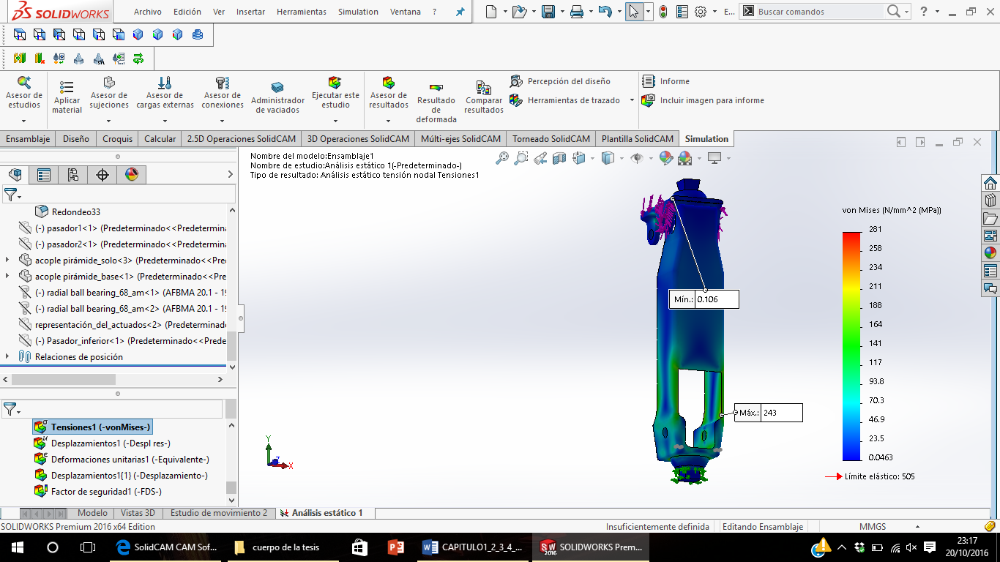 SOLIDWORKS
Archivo Edición Ver Insertar Herramientas Simulation Ventana ?
E... Buscar comandos ?
Asesor de estudios
Aplicar material
Asesor de sujeciones
Asesor de cargas externas
Asesor de conexiones
Administrador de vaciados
Ejecutar este estudio
Asesor de resultados
Resultado de deformada
Comparar resultados
Percepción del diseño
Herramientas de trazado
Informe
Incluir imagen para informe
Ensamblaje Diseño Croquis Calcular 2.5D Operaciones SolidCAM 3D Operaciones SolidCAM Múlti-ejes SolidCAM Torneado SolidCAM Plantilla SolidCAM Simulation
Nombre del modelo:Ensamblaje1
Nombre de estudio:Análisis estático 1(-Predeterminado-)
Tipo de resultado: Análisis estático tensión nodal Tensiones1
Redondeo33
(-) pasador1<1> (Predeterminado<<Predetermina
(-) pasador2<1> (Predeterminado<<Predetermina
acople pirámide_solo<3> (Predeterminado<<Pred
acople pirámide_base<1> (Predeterminado<<Pred
(-) radial ball bearing_68_am<1> (AFBMA 20.1 - 19
(-) radial ball bearing_68_am<2> (AFBMA 20.1 - 19
representación_del_actuados<2> (Predeterminad
(-) Pasador_inferior<1> (Predeterminado<<Prede
Relaciones de posición
Tensiones1 (-vonMises-)
Desplazamientos1 (-Despl res-)
Deformaciones unitarias1 (-Equivalente-)
Desplazamientos1{1} (-Desplazamiento-)
Factor de seguridad1 (-FDS-)
Mín.: 0.106
Máx.: 243
Y
Z
X
von Mises (N/mm^2 (MPa))
281
258
234
211
188
164
141
117
93.8
70.3
46.9
23.5
0.0463
Límite elástico: 505
Modelo Vistas 3D Estudio de movimiento 2 Análisis estático 1
SOLIDWORKS Premium 2016 x64 Edition Insuficientemente definida Editando Ensamblaje MMGS
SolidCAM CAM Sof... cuerpo de la tesis CAPITULO1_2_3_4_... SOLIDWORKS Prem...
23:17
20/10/2016